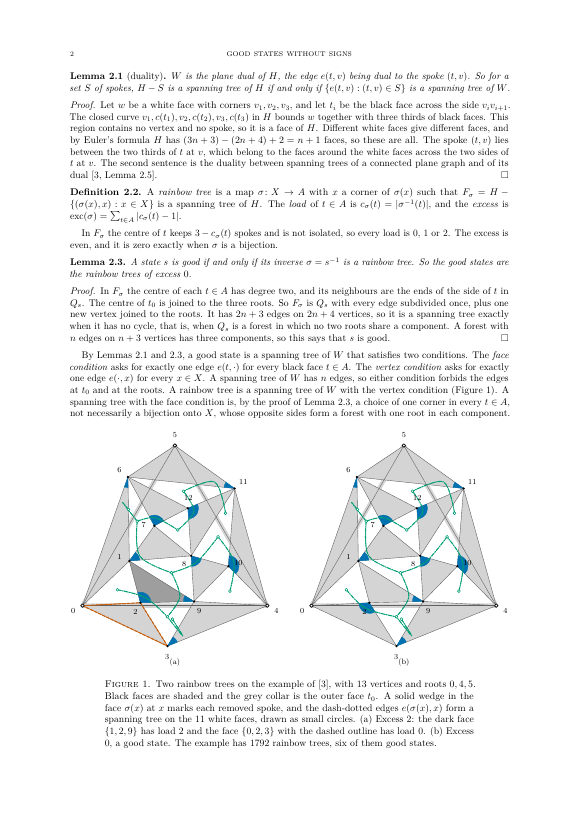 2 GOOD STATES WITHOUT SIGNS
Lemma 2.1 (duality). W is the plane dual of H, the edge e(t, v) being dual to the spoke (t, v). So for a
set S of spokes, H − S is a spanning tree of H if and only if {e(t, v) : (t, v) ∈ S} is a spanning tree of W.
Proof. Let w be a white face with corners v₁, v₂, v₃, and let tᵢ be the black face across the side vᵢvᵢ₊₁.
The closed curve v₁, c(t₁), v₂, c(t₂), v₃, c(t₃) in H bounds w together with three thirds of black faces. This
region contains no vertex and no spoke, so it is a face of H. Different white faces give different faces, and
by Euler's formula H has (3n + 3) − (2n + 4) + 2 = n + 1 faces, so these are all. The spoke (t, v) lies
between the two thirds of t at v, which belong to the faces around the white faces across the two sides of
t at v. The second sentence is the duality between spanning trees of a connected plane graph and of its
dual [3, Lemma 2.5]. □
Definition 2.2. A rainbow tree is a map σ: X → A with x a corner of σ(x) such that F_σ = H −
{(σ(x), x) : x ∈ X} is a spanning tree of H. The load of t ∈ A is c_σ(t) = |σ⁻¹(t)|, and the excess is
exc(σ) = ∑_{t∈A} |c_σ(t) − 1|.
In F_σ the centre of t keeps 3 − c_σ(t) spokes and is not isolated, so every load is 0, 1 or 2. The excess is
even, and it is zero exactly when σ is a bijection.
Lemma 2.3. A state s is good if and only if its inverse σ = s⁻¹ is a rainbow tree. So the good states are
the rainbow trees of excess 0.
Proof. In F_σ the centre of each t ∈ A has degree two, and its neighbours are the ends of the side of t in
Q_s. The centre of t₀ is joined to the three roots. So F_σ is Q_s with every edge subdivided once, plus one
new vertex joined to the roots. It has 2n + 3 edges on 2n + 4 vertices, so it is a spanning tree exactly
when it has no cycle, that is, when Q_s is a forest in which no two roots share a component. A forest with
n edges on n + 3 vertices has three components, so this says that s is good. □
By Lemmas 2.1 and 2.3, a good state is a spanning tree of W that satisfies two conditions. The face
condition asks for exactly one edge e(t, ·) for every black face t ∈ A. The vertex condition asks for exactly
one edge e(·, x) for every x ∈ X. A spanning tree of W has n edges, so either condition forbids the edges
at t₀ and at the roots. A rainbow tree is a spanning tree of W with the vertex condition (Figure 1). A
spanning tree with the face condition is, by the proof of Lemma 2.3, a choice of one corner in every t ∈ A,
not necessarily a bijection onto X, whose opposite sides form a forest with one root in each component.
5
6
11
12
7
1
8
10
0
2
9
4
3
(a)
5
6
11
12
7
1
8
10
0
2
9
4
3
(b)
Figure 1. Two rainbow trees on the example of [3], with 13 vertices and roots 0, 4, 5.
Black faces are shaded and the grey collar is the outer face t₀. A solid wedge in the
face σ(x) at x marks each removed spoke, and the dash-dotted edges e(σ(x), x) form a
spanning tree on the 11 white faces, drawn as small circles. (a) Excess 2: the dark face
{1, 2, 9} has load 2 and the face {0, 2, 3} with the dashed outline has load 0. (b) Excess
0, a good state. The example has 1792 rainbow trees, six of them good states.